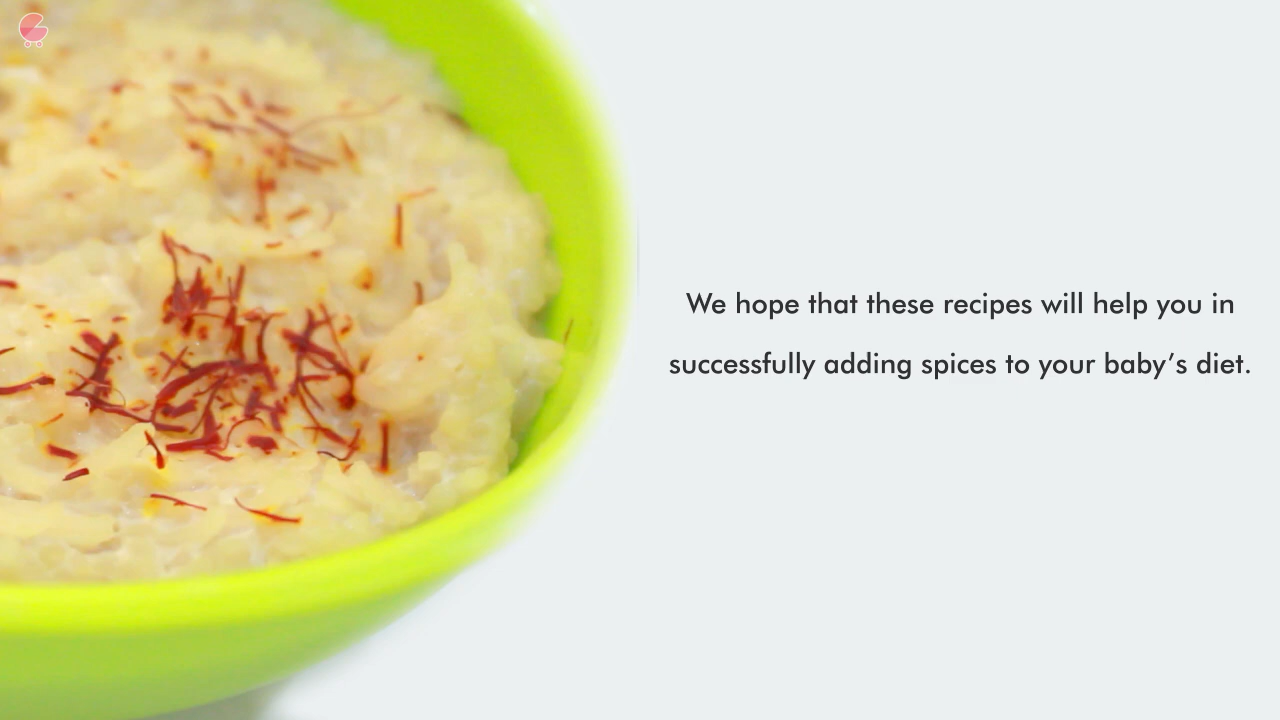 We hope that these recipes will help you in
successfully adding spices to your baby’s diet.